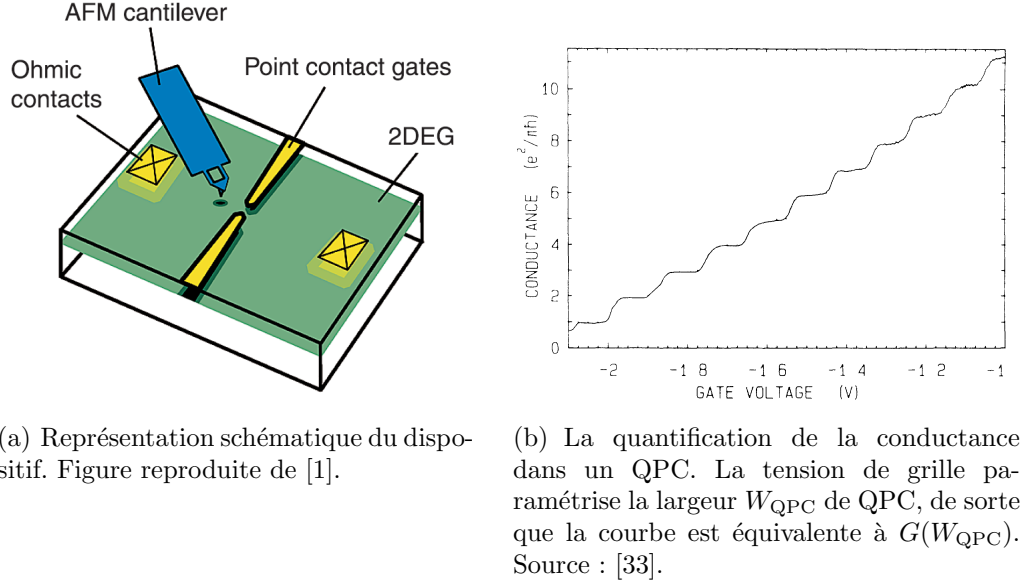 AFM cantilever
Ohmic
contacts
Point contact gates
2DEG
(a) Représentation schématique du dispo-
sitif. Figure reproduite de [1].
CONDUCTANCE (e²/πħ)
10
8
6
4
2
0
-2 -1 8 -1 6 -1 4 -1 2 -1
GATE VOLTAGE (V)
(b) La quantification de la conductance
dans un QPC. La tension de grille pa-
ramétrise la largeur W_QPC de QPC, de sorte
que la courbe est équivalente à G(W_QPC).
Source : [33].